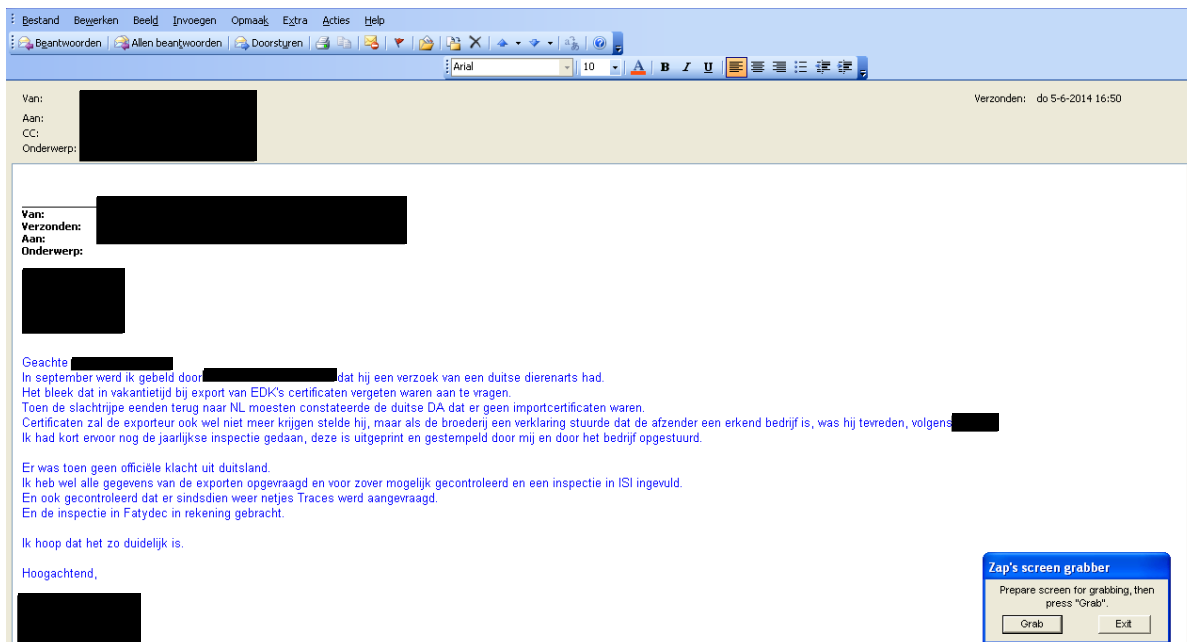 Bestand Bewerken Beeld Invoegen Opmaak Extra Acties Help
Beantwoorden Allen beantwoorden Doorsturen
Arial 10 A B I U
Van: Verzonden: do 5-6-2014 16:50
Aan:
CC:
Onderwerp:
Van:
Verzonden:
Aan:
Onderwerp:
Geachte
In september werd ik gebeld door dat hij een verzoek van een duitse dierenarts had.
Het bleek dat in vakantietijd bij export van EDK's certificaten vergeten waren aan te vragen.
Toen de slachtrijpe eenden terug naar NL moesten constateerde de duitse DA dat er geen importcertificaten waren.
Certificaten zal de exporteur ook wel niet meer krijgen stelde hij, maar als de broederij een verklaring stuurde dat de afzender een erkend bedrijf is, was hij tevreden, volgens
Ik had kort ervoor nog de jaarlijkse inspectie gedaan, deze is uitgeprint en gestempeld door mij en door het bedrijf opgestuurd.
Er was toen geen officiële klacht uit duitsland.
Ik heb wel alle gegevens van de exporten opgevraagd en voor zover mogelijk gecontroleerd en een inspectie in ISI ingevuld.
En ook gecontroleerd dat er sindsdien weer netjes Traces werd aangevraagd.
En de inspectie in Fatydec in rekening gebracht.
Ik hoop dat het zo duidelijk is.
Hoogachtend,
Zap's screen grabber
Prepare screen for grabbing, then
press "Grab".
Grab Exit